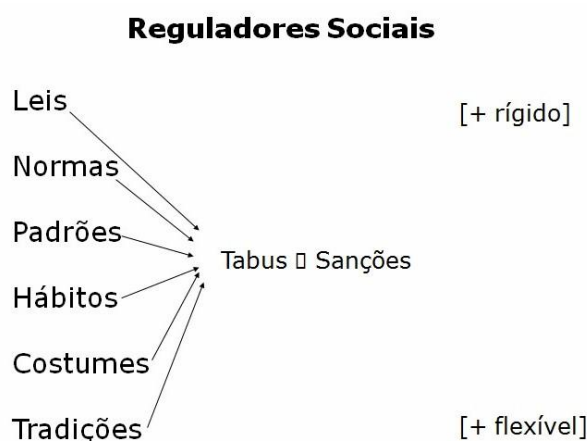 Reguladores Sociais
Leis
[+ rígido]
Normas
Padrões
Tabus ▯ Sanções
Hábitos
Costumes
Tradições
[+ flexível]